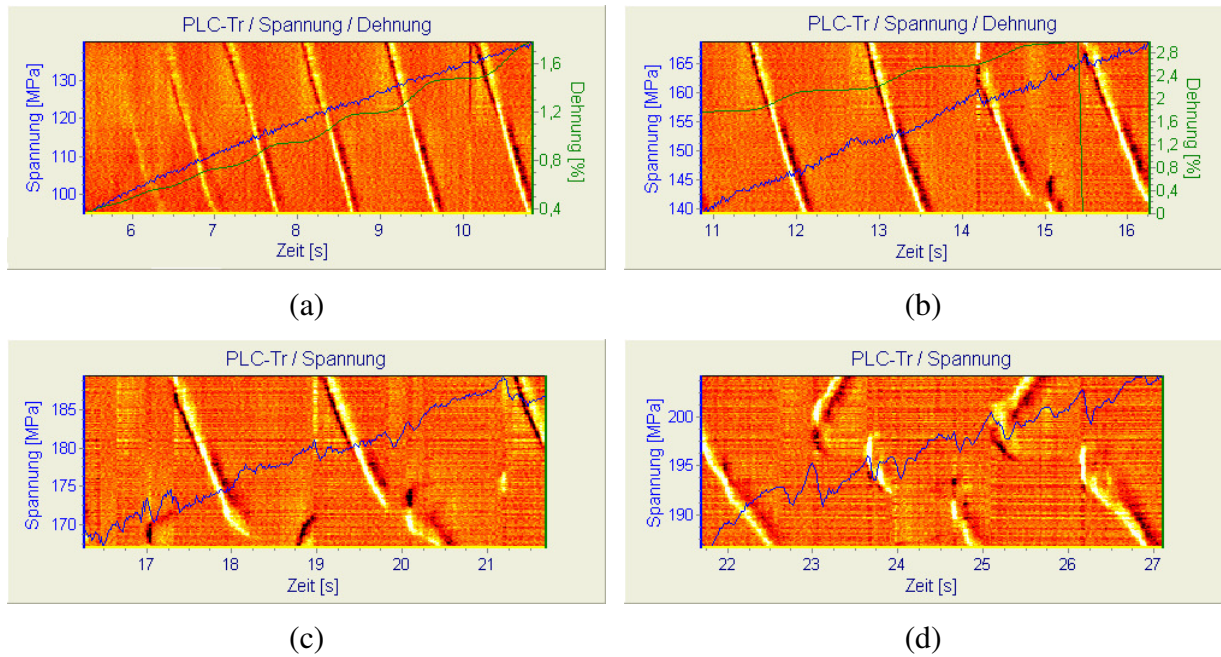 PLC-Tr / Spannung / Dehnung
Spannung [MPa]
130
120
110
100
1,6
1,2
0,8
0,4
Dehnung [%]
6 7 8 9 10
Zeit [s]
(a)
PLC-Tr / Spannung / Dehnung
Spannung [MPa]
165
160
155
150
145
140
2,8
2,4
2
1,6
1,2
0,8
0,4
0
Dehnung [%]
11 12 13 14 15 16
Zeit [s]
(b)
PLC-Tr / Spannung
Spannung [MPa]
185
180
175
170
17 18 19 20 21
Zeit [s]
(c)
PLC-Tr / Spannung
Spannung [MPa]
200
195
190
22 23 24 25 26 27
Zeit [s]
(d)